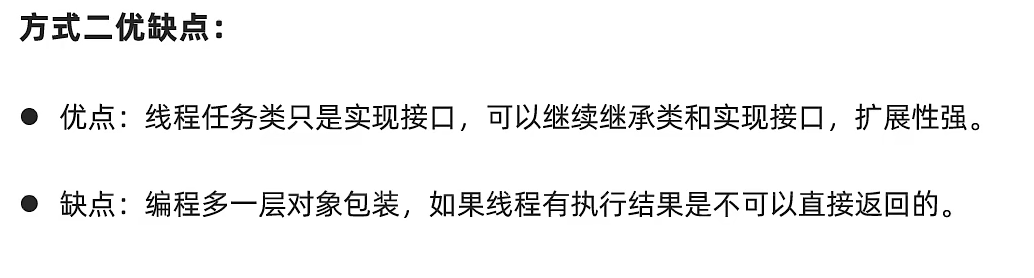 方式二优缺点：
● 优点：线程任务类只是实现接口，可以继续继承类和实现接口，扩展性强。
● 缺点：编程多一层对象包装，如果线程有执行结果是不可以直接返回的。